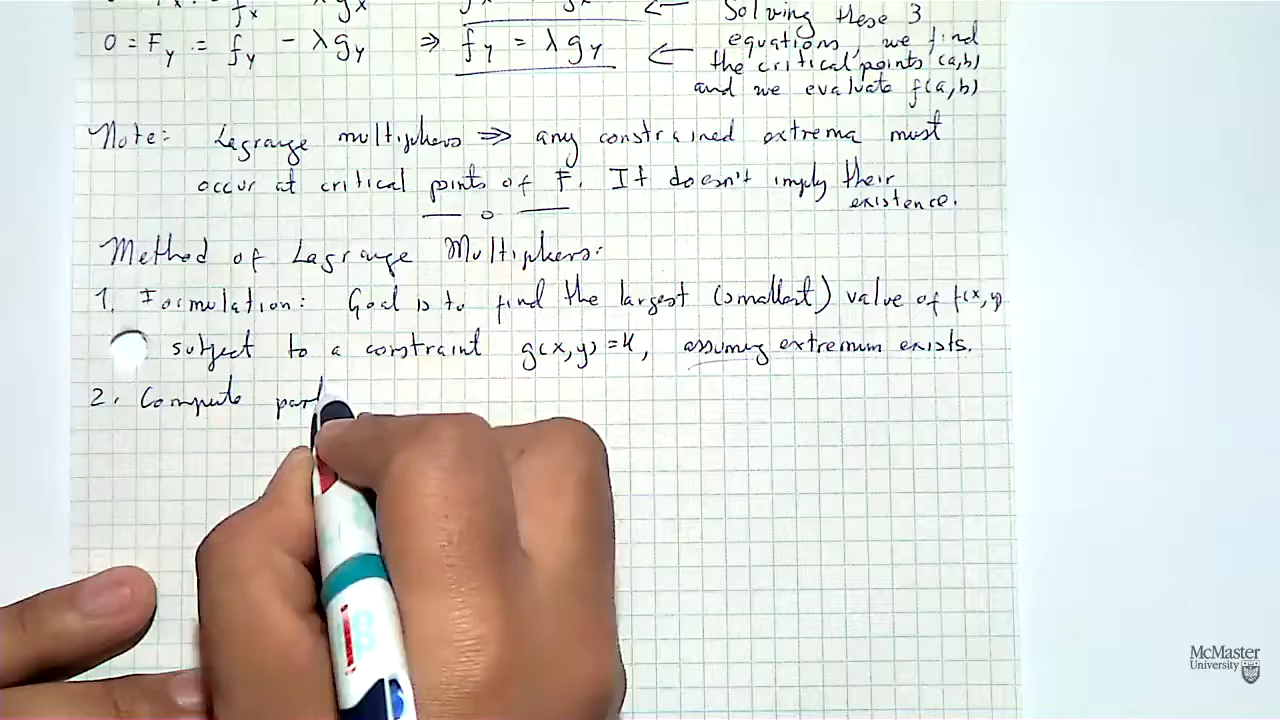 0 = F_y := f_y - λ g_y ⇒ f_y = λ g_y
Solving these 3
equations, we find
the critical points (a,b)
and we evaluate f(a,b)
Note: Lagrange multipliers ⇒ any constrained extrema must
occur at critical points of F. It doesn't imply their
existence.
Method of Lagrange Multipliers:
1. Formulation: Goal is to find the largest (smallest) value of f(x,y)
subject to a constraint g(x,y) = K, assuming extremum exists.
2. Compute part
McMaster
University